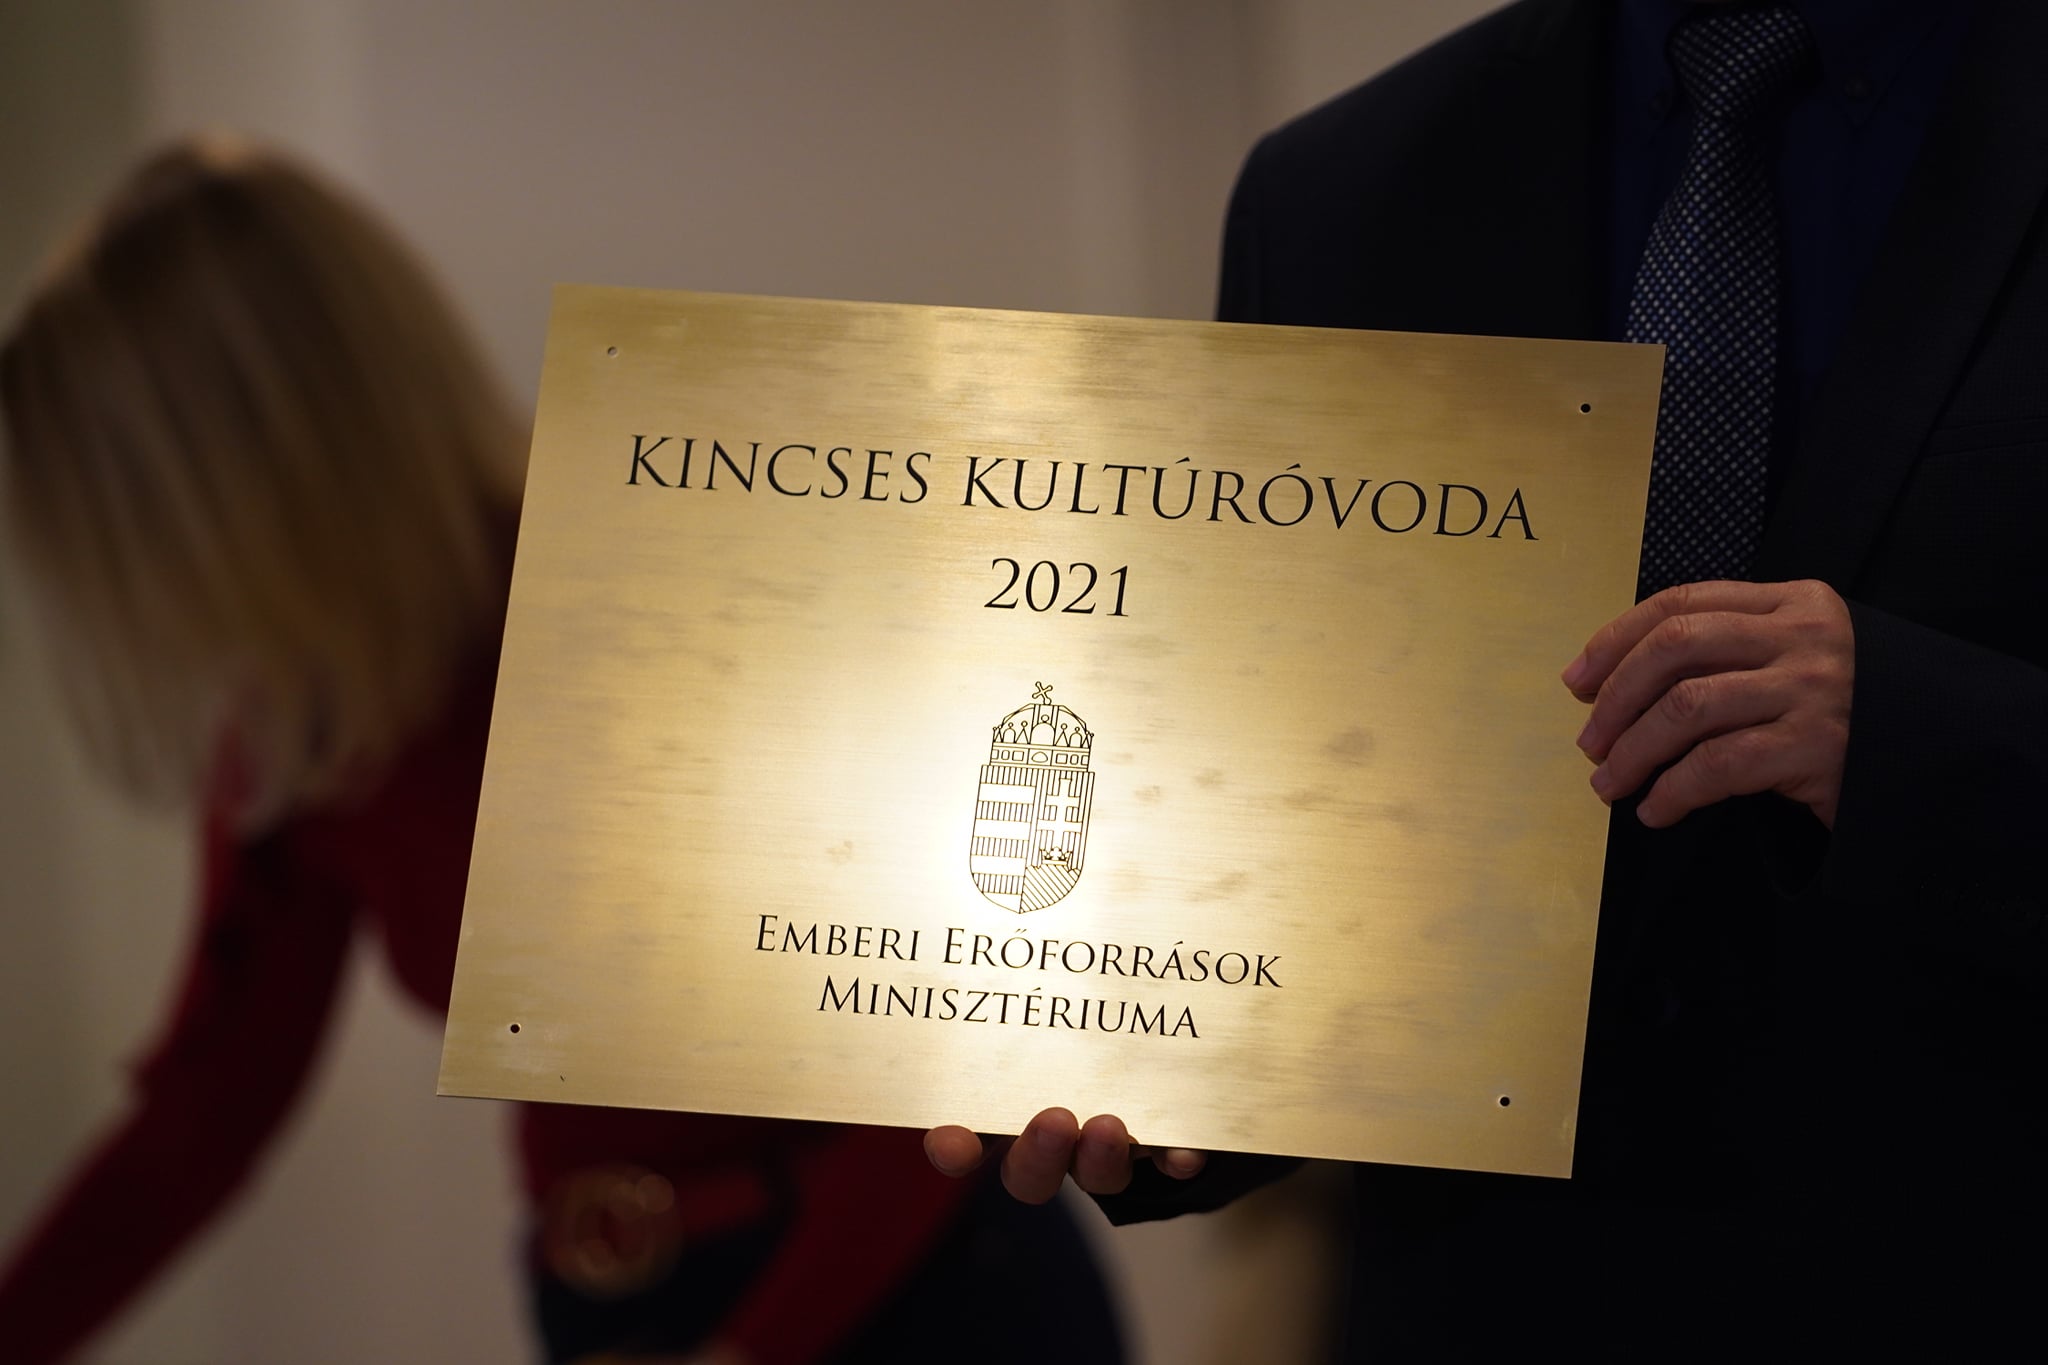 KINCSES KULTÚRÓVODA
2021
EMBERI ERŐFORRÁSOK
MINISZTÉRIUMA